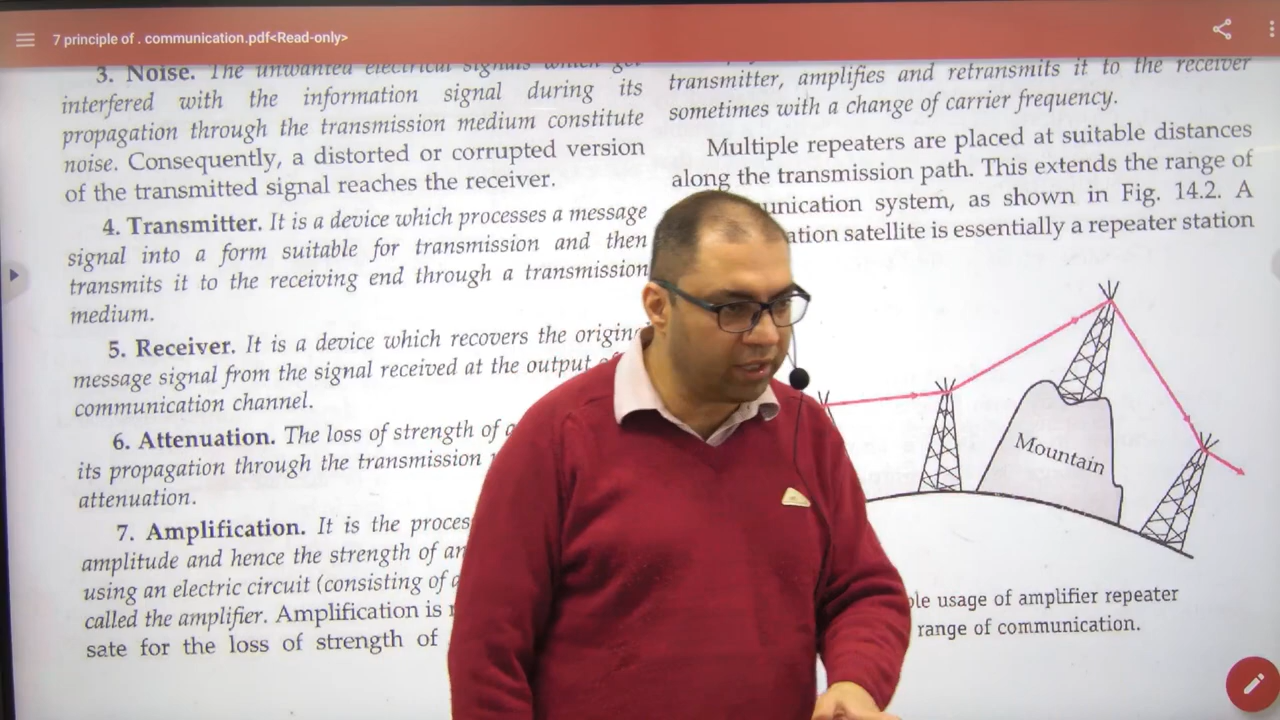 7 principle of . communication.pdf<Read-only>
3. Noise. The unwanted electrical signals which get
interfered with the information signal during its
propagation through the transmission medium constitute
noise. Consequently, a distorted or corrupted version
of the transmitted signal reaches the receiver.
4. Transmitter. It is a device which processes a message
signal into a form suitable for transmission and then
transmits it to the receiving end through a transmission
medium.
5. Receiver. It is a device which recovers the origina
message signal from the signal received at the output
communication channel.
6. Attenuation. The loss of strength of
its propagation through the transmission
attenuation.
7. Amplification. It is the proces
amplitude and hence the strength of
using an electric circuit (consisting of
called the amplifier. Amplification is
sate for the loss of strength of
transmitter, amplifies and retransmits it to the receiver
sometimes with a change of carrier frequency.
Multiple repeaters are placed at suitable distances
along the transmission path. This extends the range of
unication system, as shown in Fig. 14.2. A
ation satellite is essentially a repeater station
Mountain
ple usage of amplifier repeater
range of communication.